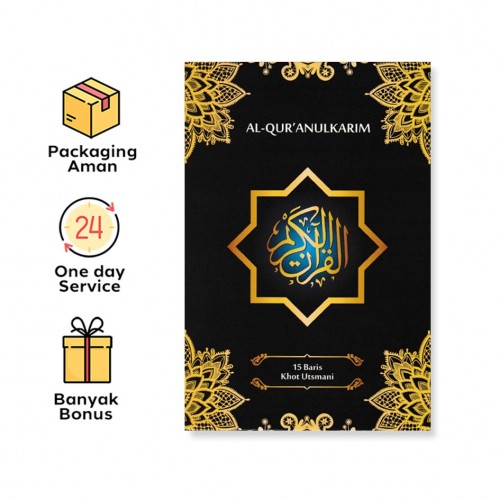 Packaging
Aman
24
One day
Service
Banyak
Bonus
AL-QUR'ANULKARIM
القرآن الكريم
15 Baris
Khot Utsmani